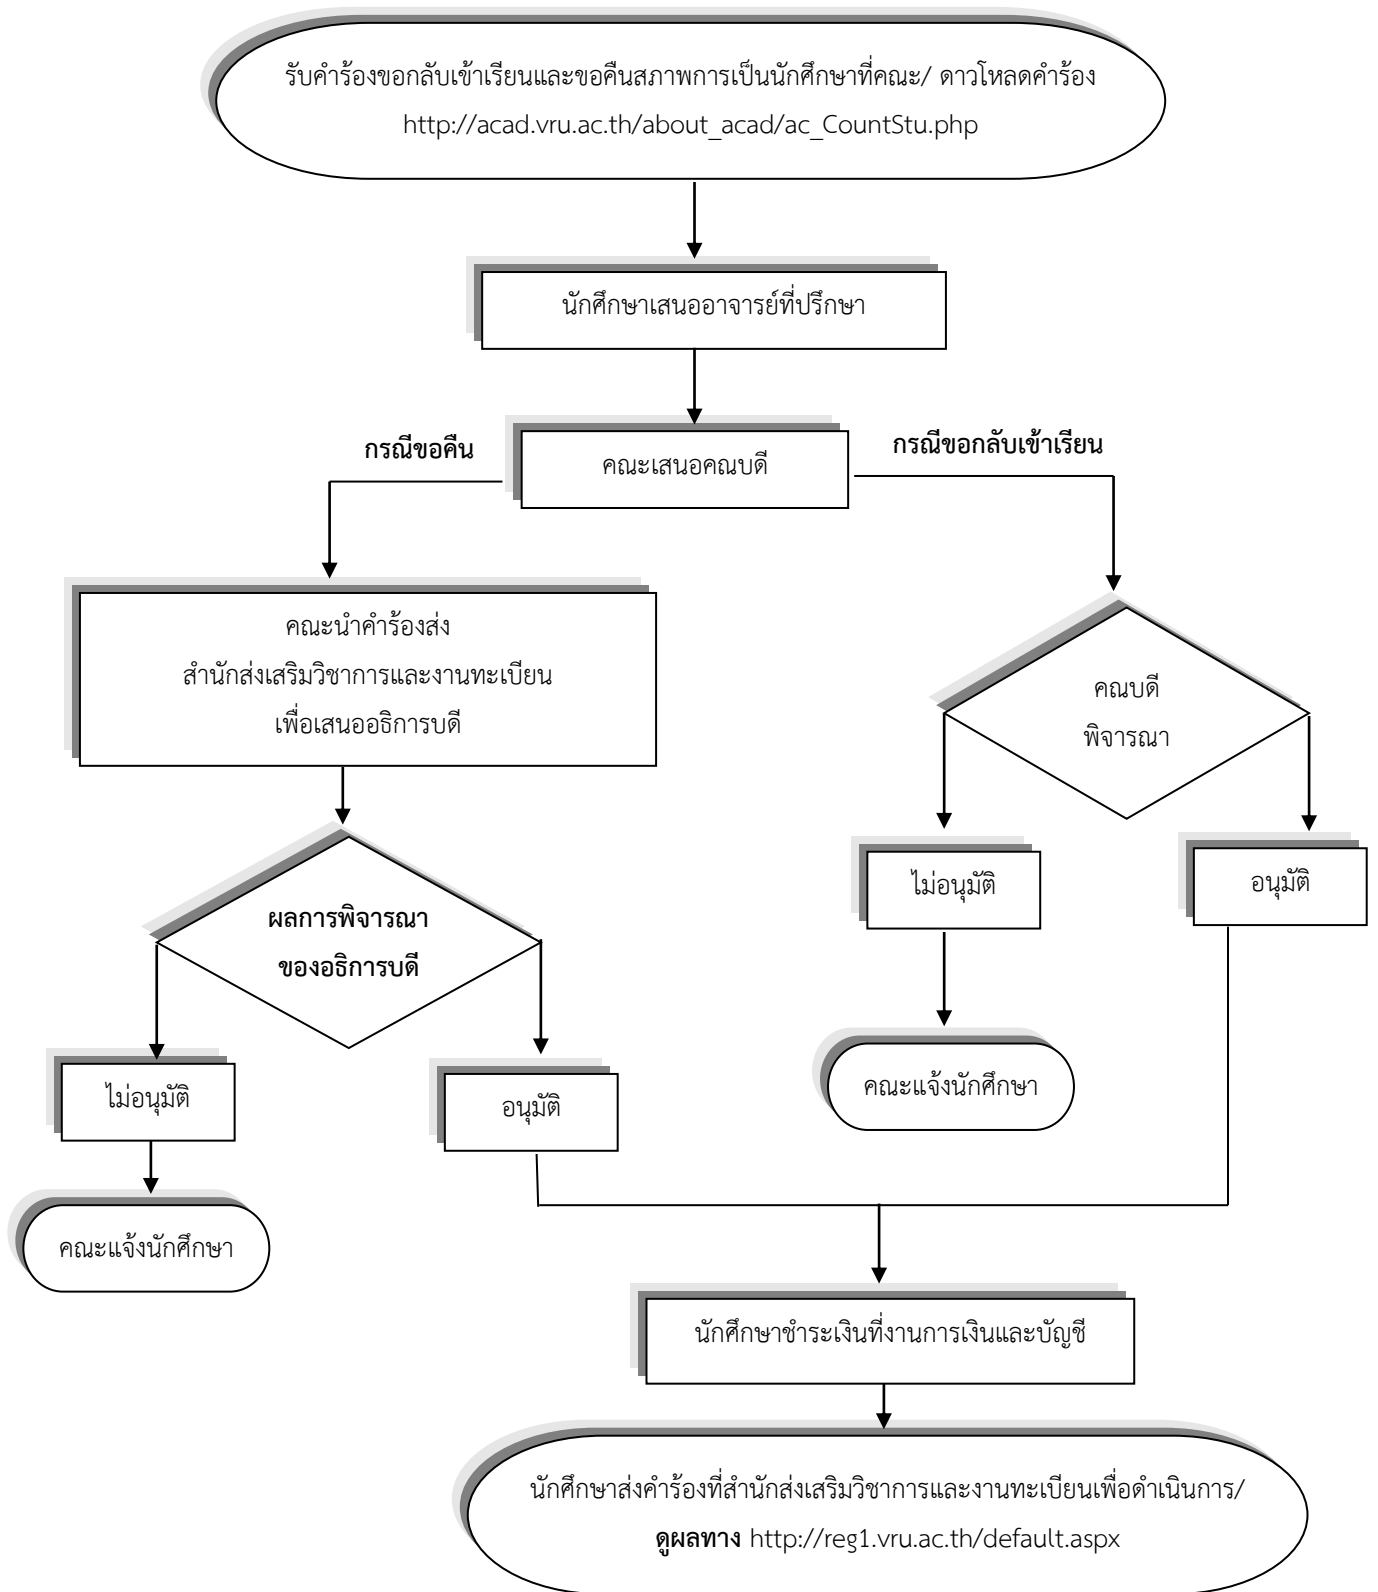 รับคำร้องขอกลับเข้าเรียนและขอคืนสภาพการเป็นนักศึกษาที่คณะ/ ดาวโหลดคำร้อง
http://acad.vru.ac.th/about_acad/ac_CountStu.php
นักศึกษาเสนออาจารย์ที่ปรึกษา
กรณีขอคืน
คณะเสนอคณบดี
กรณีขอกลับเข้าเรียน
คณะนำคำร้องส่ง
สำนักส่งเสริมวิชาการและงานทะเบียน
เพื่อเสนออธิการบดี
คณบดี
พิจารณา
ไม่อนุมัติ
อนุมัติ
ผลการพิจารณา
ของอธิการบดี
คณะแจ้งนักศึกษา
ไม่อนุมัติ
อนุมัติ
คณะแจ้งนักศึกษา
นักศึกษาชำระเงินที่งานการเงินและบัญชี
นักศึกษาส่งคำร้องที่สำนักส่งเสริมวิชาการและงานทะเบียนเพื่อดำเนินการ/
ดูผลทาง http://reg1.vru.ac.th/default.aspx